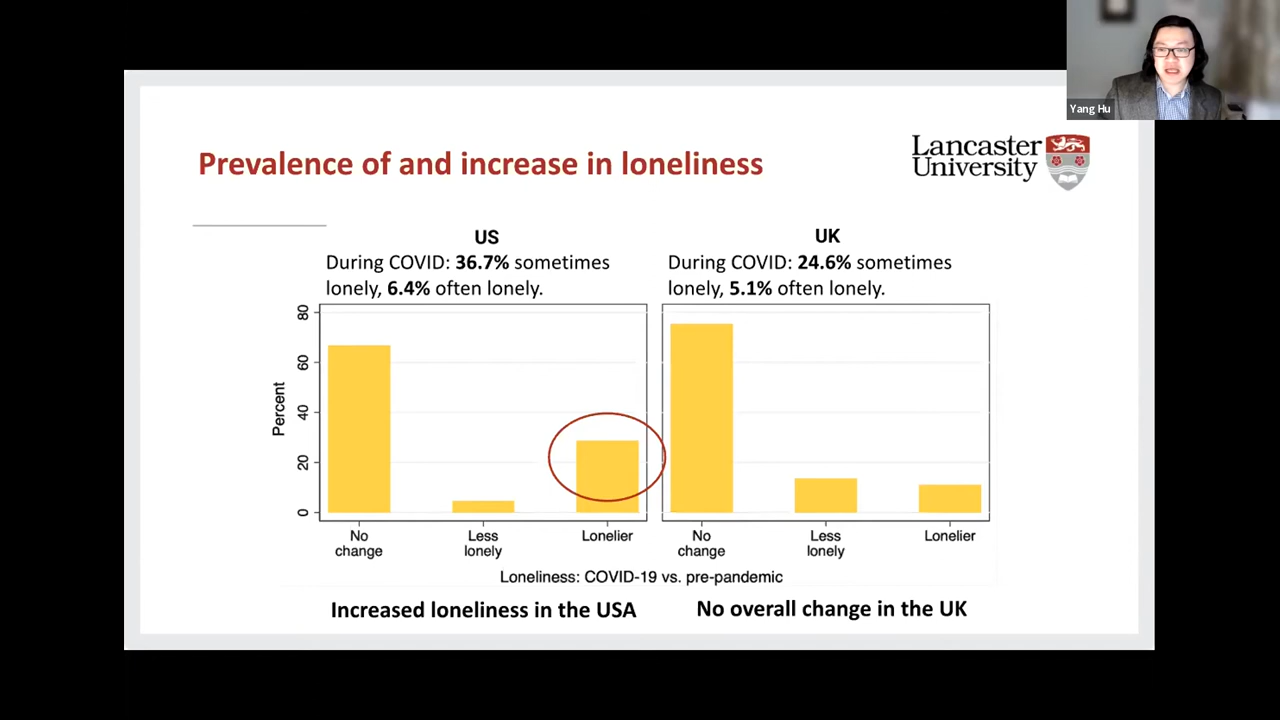 Yang Hu
Prevalence of and increase in loneliness
Lancaster
University
US
During COVID: 36.7% sometimes
lonely, 6.4% often lonely.
UK
During COVID: 24.6% sometimes
lonely, 5.1% often lonely.
Percent
80
60
40
20
0
No
change
Less
lonely
Lonelier
No
change
Less
lonely
Lonelier
Loneliness: COVID-19 vs. pre-pandemic
Increased loneliness in the USA
No overall change in the UK